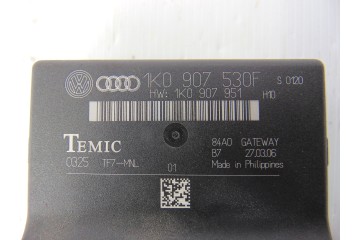 1K0 907 530F S 0120
HW: 1K0 907 951 H10
TEMIC
84A0 GATEWAY
0325 TF7-MNL
B7 27.03.06
01 Made in Philippines